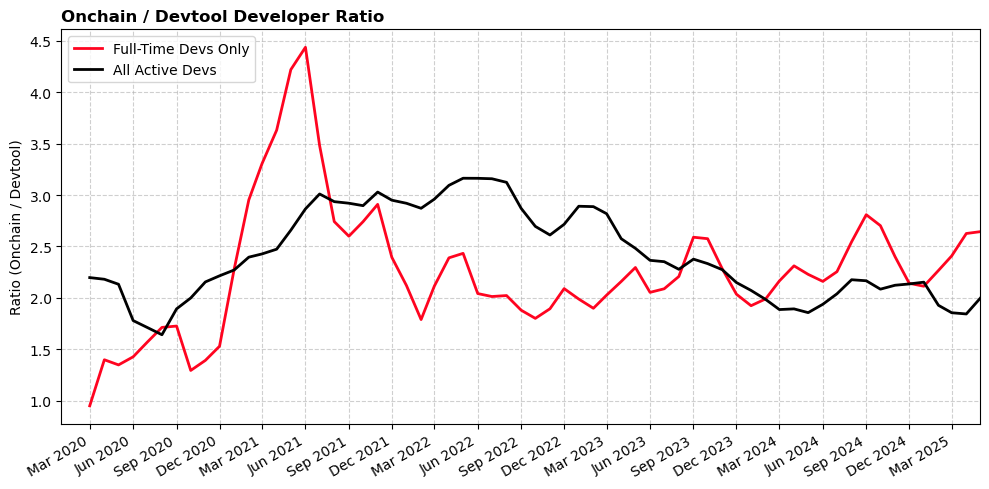 Onchain / Devtool Developer Ratio
Full-Time Devs Only
All Active Devs
Ratio (Onchain / Devtool)
4.5
4.0
3.5
3.0
2.5
2.0
1.5
1.0
Mar 2020
Jun 2020
Sep 2020
Dec 2020
Mar 2021
Jun 2021
Sep 2021
Dec 2021
Mar 2022
Jun 2022
Sep 2022
Dec 2022
Mar 2023
Jun 2023
Sep 2023
Dec 2023
Mar 2024
Jun 2024
Sep 2024
Dec 2024
Mar 2025